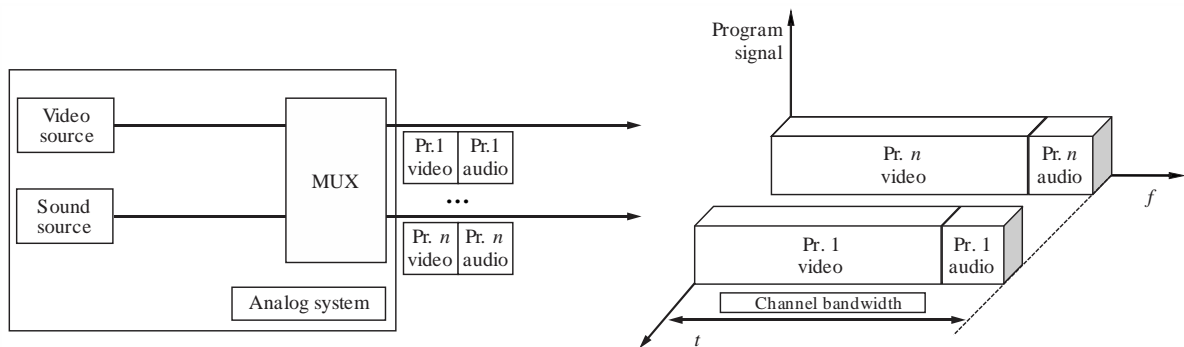 Video
source
Sound
source
MUX
Analog system
Pr.1
video
Pr.1
audio
...
Pr. n
video
Pr. n
audio
Program
signal
Pr. n
video
Pr. n
audio
f
Pr. 1
video
Pr. 1
audio
Channel bandwidth
t